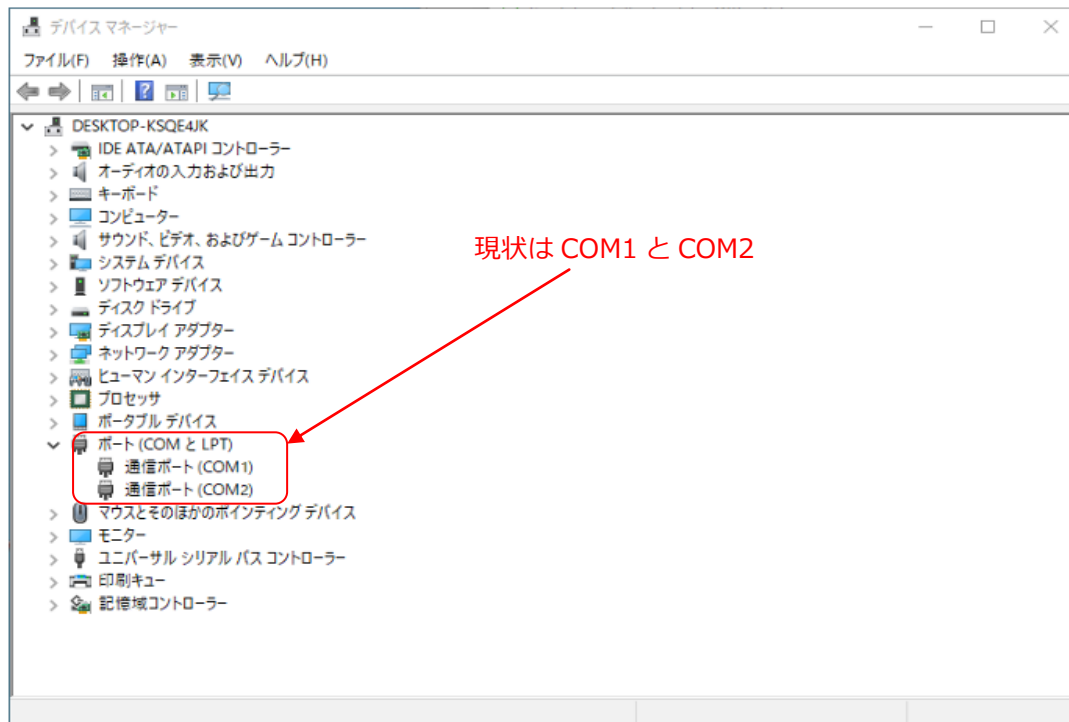 デバイス マネージャー
ファイル(F) 操作(A) 表示(V) ヘルプ(H)
DESKTOP-KSQE4JK
IDE ATA/ATAPI コントローラー
オーディオの入力および出力
キーボード
コンピューター
サウンド、ビデオ、およびゲーム コントローラー
現状は COM1 と COM2
システム デバイス
ソフトウェア デバイス
ディスク ドライブ
ディスプレイ アダプター
ネットワーク アダプター
ヒューマン インターフェイス デバイス
プロセッサ
ポータブル デバイス
ポート (COM と LPT)
通信ポート (COM1)
通信ポート (COM2)
マウスとそのほかのポインティング デバイス
モニター
ユニバーサル シリアル バス コントローラー
印刷キュー
記憶域コントローラー